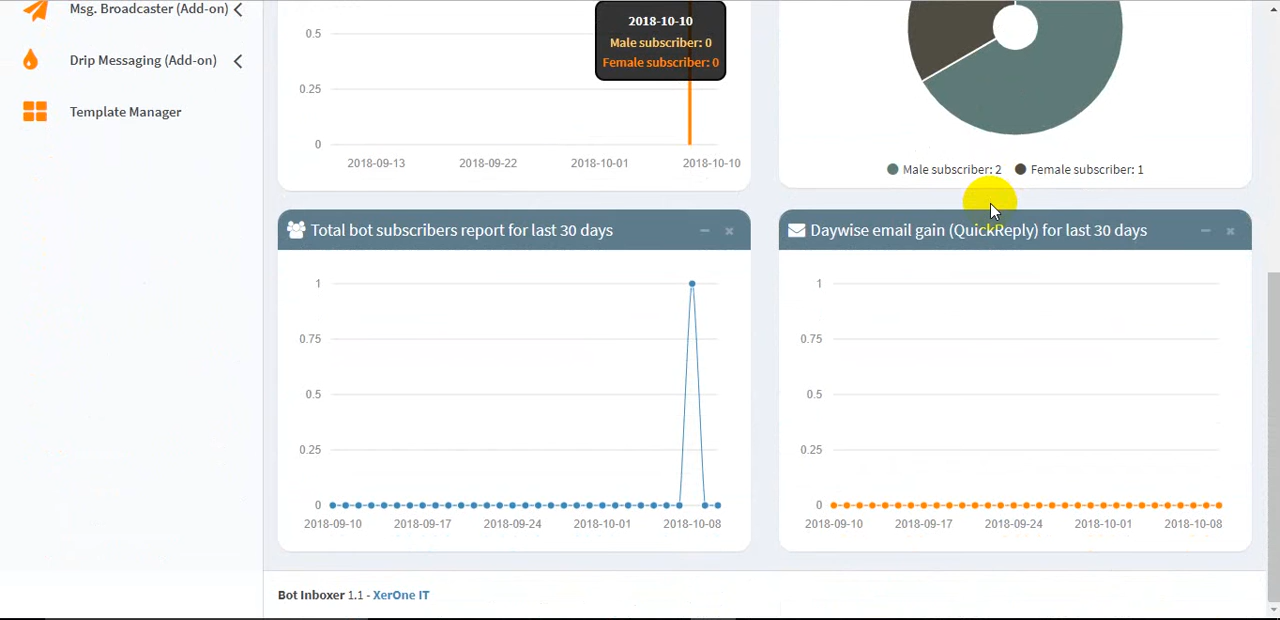 Msg. Broadcaster (Add-on)
Drip Messaging (Add-on)
Template Manager
2018-10-10
Male subscriber: 0
Female subscriber: 0
0.5
0.25
0
2018-09-13 2018-09-22 2018-10-01 2018-10-10
Male subscriber: 2 Female subscriber: 1
Total bot subscribers report for last 30 days
1
0.75
0.5
0.25
0
2018-09-10 2018-09-17 2018-09-24 2018-10-01 2018-10-08
Daywise email gain (QuickReply) for last 30 days
1
0.75
0.5
0.25
0
2018-09-10 2018-09-17 2018-09-24 2018-10-01 2018-10-08
Bot Inboxer 1.1 - XerOne IT